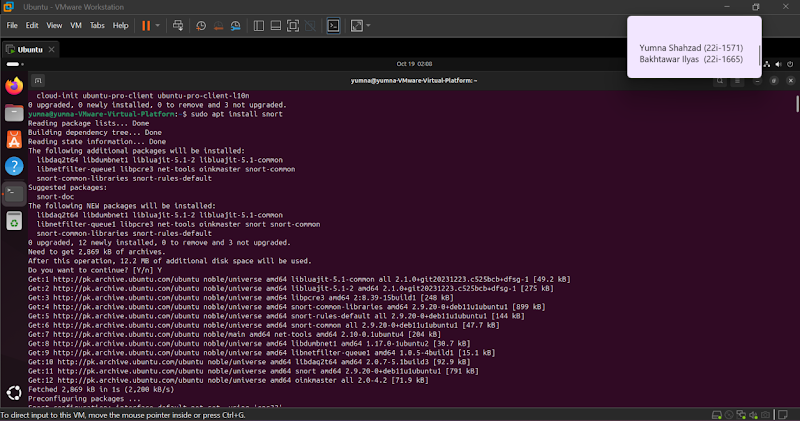 Ubuntu - VMware Workstation
File Edit View VM Tabs Help
Ubuntu
Yumna Shahzad (22i-1571)
Bakhtawar Ilyas (22i-1665)
Oct 19 02:08
yumna@yumna-VMware-Virtual-Platform: ~
cloud-init ubuntu-pro-client ubuntu-pro-client-l10n
0 upgraded, 0 newly installed, 0 to remove and 3 not upgraded.
yumna@yumna-VMware-Virtual-Platform:~$ sudo apt install snort
Reading package lists... Done
Building dependency tree... Done
Reading state information... Done
The following additional packages will be installed:
libdaq2t64 libdumbnet1 libluajit-5.1-2 libluajit-5.1-common
libnetfilter-queue1 libpcre3 net-tools oinkmaster snort-common
snort-common-libraries snort-rules-default
Suggested packages:
snort-doc
The following NEW packages will be installed:
libdaq2t64 libdumbnet1 libluajit-5.1-2 libluajit-5.1-common
libnetfilter-queue1 libpcre3 net-tools oinkmaster snort snort-common
snort-common-libraries snort-rules-default
0 upgraded, 12 newly installed, 0 to remove and 3 not upgraded.
Need to get 2,869 kB of archives.
After this operation, 12.2 MB of additional disk space will be used.
Do you want to continue? [Y/n] Y
Get:1 http://pk.archive.ubuntu.com/ubuntu noble/universe amd64 libluajit-5.1-common all 2.1.0+git20231223.c525bcb+dfsg-1 [49.2 kB]
Get:2 http://pk.archive.ubuntu.com/ubuntu noble/universe amd64 libluajit-5.1-2 amd64 2.1.0+git20231223.c525bcb+dfsg-1 [275 kB]
Get:3 http://pk.archive.ubuntu.com/ubuntu noble/universe amd64 libpcre3 amd64 2:8.39-15build1 [248 kB]
Get:4 http://pk.archive.ubuntu.com/ubuntu noble/universe amd64 snort-common-libraries amd64 2.9.20-0+deb11u1ubuntu1 [899 kB]
Get:5 http://pk.archive.ubuntu.com/ubuntu noble/universe amd64 snort-rules-default all 2.9.20-0+deb11u1ubuntu1 [144 kB]
Get:6 http://pk.archive.ubuntu.com/ubuntu noble/universe amd64 snort-common all 2.9.20-0+deb11u1ubuntu1 [47.7 kB]
Get:7 http://pk.archive.ubuntu.com/ubuntu noble/main amd64 net-tools amd64 2.10-0.1ubuntu4 [204 kB]
Get:8 http://pk.archive.ubuntu.com/ubuntu noble/universe amd64 libdumbnet1 amd64 1.17.0-1ubuntu2 [30.7 kB]
Get:9 http://pk.archive.ubuntu.com/ubuntu noble/universe amd64 libnetfilter-queue1 amd64 1.0.5-4build1 [15.1 kB]
Get:10 http://pk.archive.ubuntu.com/ubuntu noble/universe amd64 libdaq2t64 amd64 2.0.7-5.1build3 [92.9 kB]
Get:11 http://pk.archive.ubuntu.com/ubuntu noble/universe amd64 snort amd64 2.9.20-0+deb11u1ubuntu1 [791 kB]
Get:12 http://pk.archive.ubuntu.com/ubuntu noble/universe amd64 oinkmaster all 2.0-4.2 [71.9 kB]
Fetched 2,869 kB in 1s (2,200 kB/s)
Preconfiguring packages ...
To direct input to this VM, move the mouse pointer inside or press Ctrl+G.